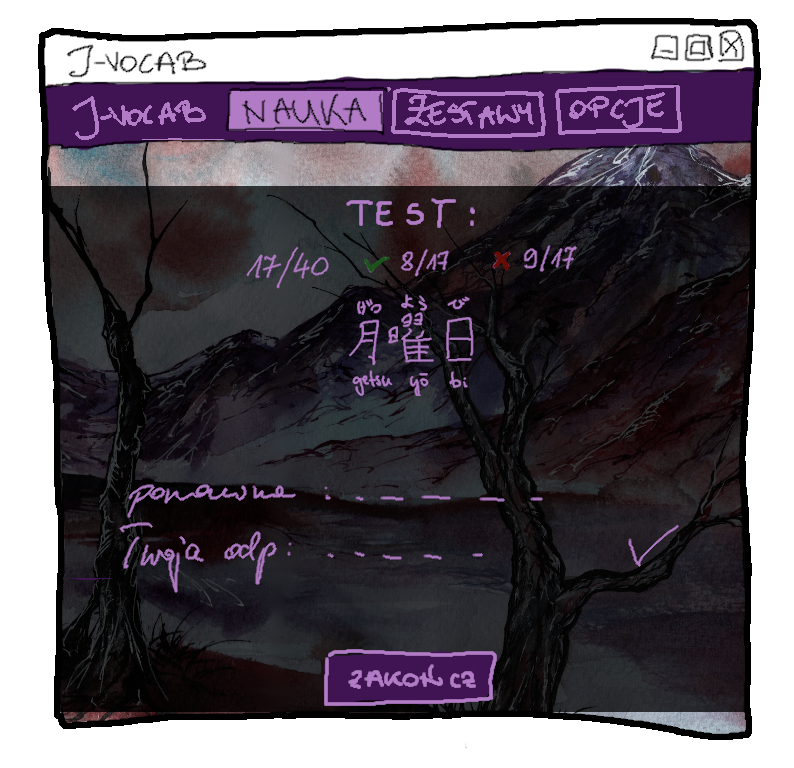 J-VOCAB
J-VOCAB NAUKA ZESTAWY OPCJE
TEST:
17/40 ✓ 8/17 ✗ 9/17
げつ よう び
月曜日
getsu yō bi
: _ _ _ _ _
Twoja odp: _ _ _ _ ✓
ZAKOŃCZ